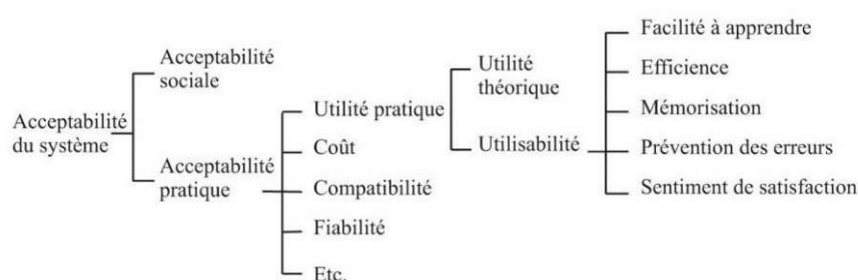 Acceptabilité
du système
Acceptabilité
sociale
Acceptabilité
pratique
Utilité pratique
Coût
Compatibilité
Fiabilité
Etc.
Utilité
théorique
Utilisabilité
Facilité à apprendre
Efficience
Mémorisation
Prévention des erreurs
Sentiment de satisfaction